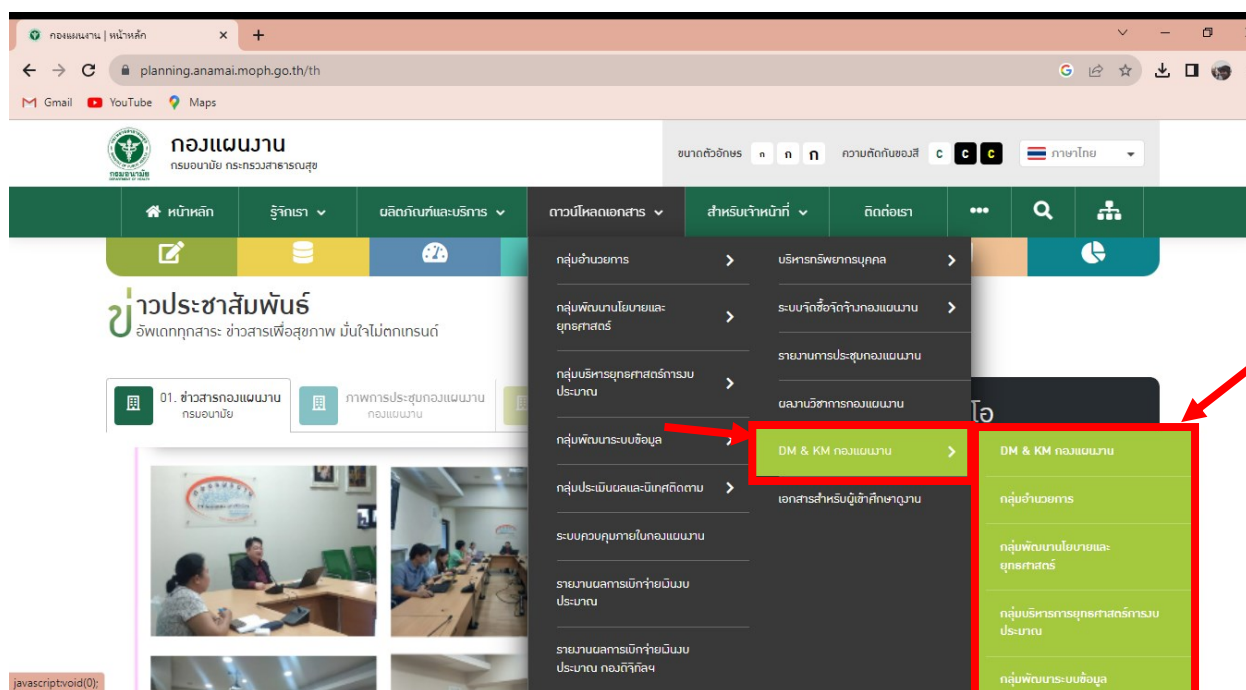 กองแผนงาน | หน้าหลัก
planning.anamai.moph.go.th/th
Gmail YouTube Maps
กองแผนงาน
กรมอนามัย กระทรวงสาธารณสุข
กรมอนามัย
ขนาดตัวอักษร ก ก ก ความตัดกันของสี C C C ภาษาไทย
หน้าหลัก รู้จักเรา ผลิตภัณฑ์และบริการ ดาวน์โหลดเอกสาร สำหรับเจ้าหน้าที่ ติดต่อเรา
ข่าวประชาสัมพันธ์
อัพเดททุกสาระ ข่าวสารเพื่อสุขภาพ มั่นใจไม่ตกเทรนด์
01. ข่าวสารกองแผนงาน
กรมอนามัย
ภาพการประชุมกองแผนงาน
กองแผนงาน
กลุ่มอำนวยการ
กลุ่มพัฒนานโยบายและ
ยุทธศาสตร์
กลุ่มบริหารยุทธศาสตร์การงบ
ประมาณ
กลุ่มพัฒนาระบบข้อมูล
กลุ่มประเมินผลและนิเทศติดตาม
ระบบควบคุมภายในกองแผนงาน
รายงานผลการเบิกจ่ายเงินงบ
ประมาณ
รายงานผลการเบิกจ่ายเงินงบ
ประมาณ กองดิจิทัลฯ
บริหารทรัพยากรบุคคล
ระบบจัดซื้อจัดจ้างกองแผนงาน
รายงานการประชุมกองแผนงาน
ผลงานวิชาการกองแผนงาน
DM & KM กองแผนงาน
เอกสารสำหรับผู้เข้าศึกษาดูงาน
โอ
DM & KM กองแผนงาน
กลุ่มอำนวยการ
กลุ่มพัฒนานโยบายและ
ยุทธศาสตร์
กลุ่มบริหารการยุทธศาสตร์การงบ
ประมาณ
กลุ่มพัฒนาระบบข้อมูล
javascript:void(0);